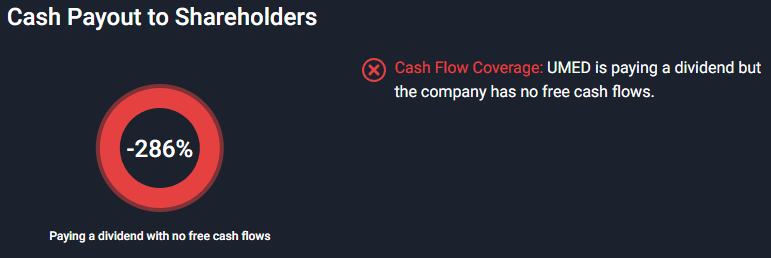 Cash Payout to Shareholders
Cash Flow Coverage: UMED is paying a dividend but
the company has no free cash flows.
-286%
Paying a dividend with no free cash flows